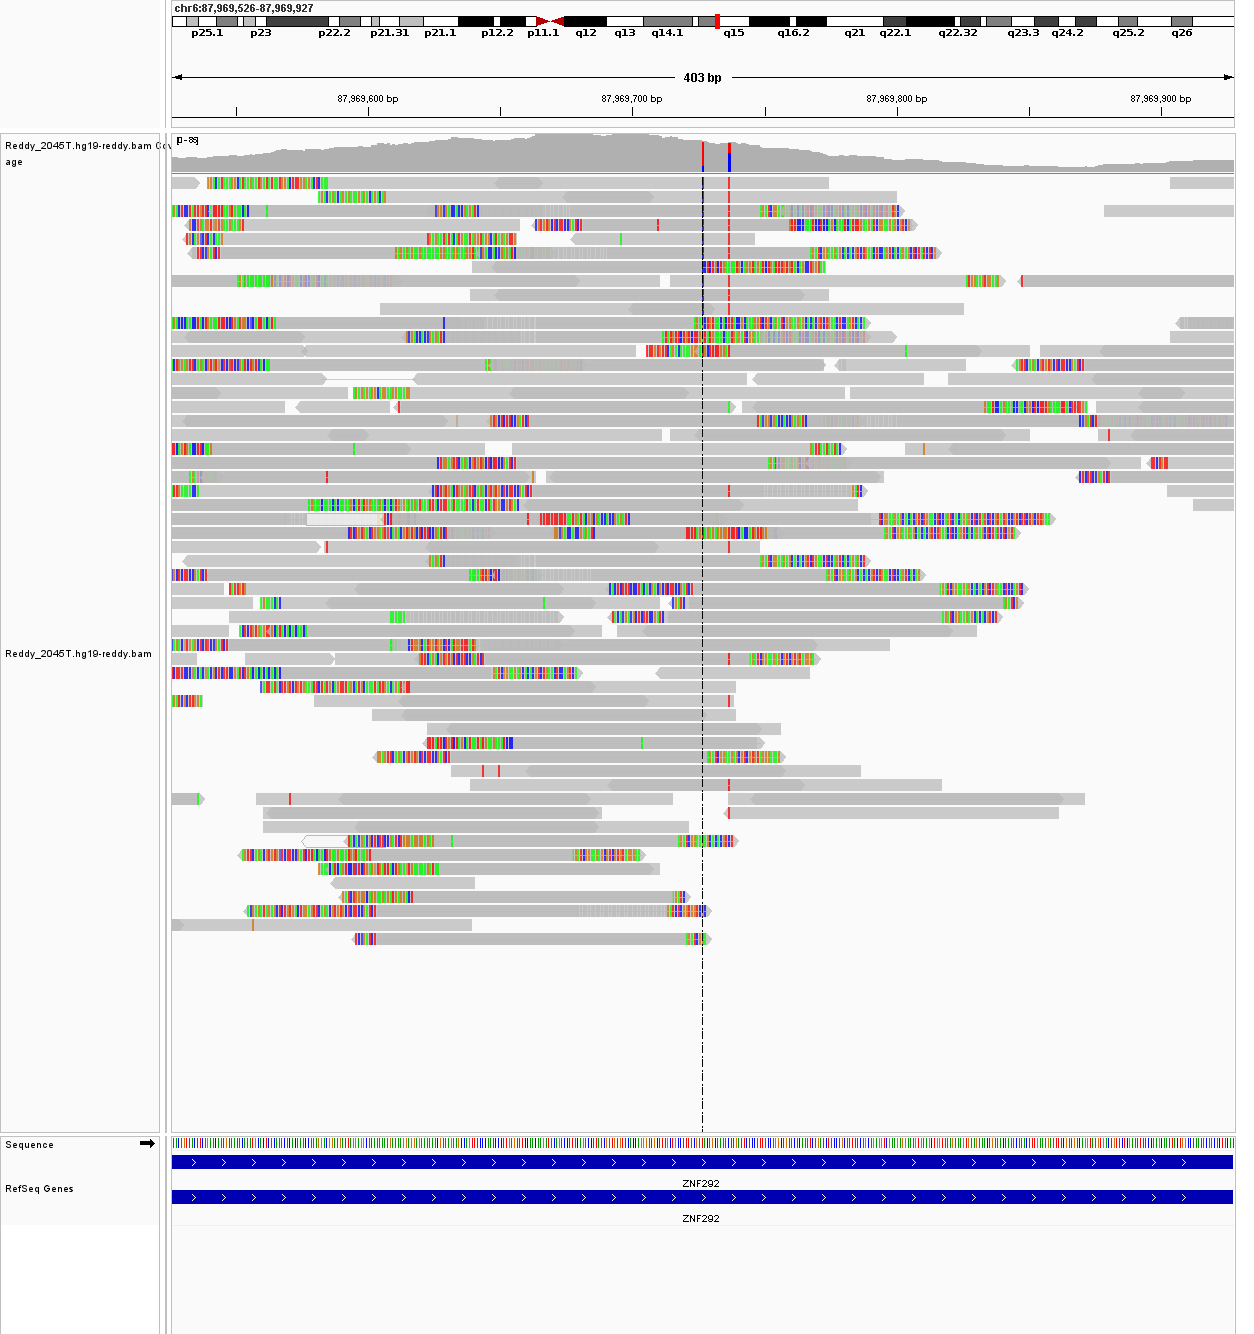 chr6:87,969,526-87,969,927
p25.1 p23 p22.2 p21.31 p21.1 p12.2 p11.1 q12 q13 q14.1 q15 q16.2 q21 q22.1 q22.32 q23.3 q24.2 q25.2 q26
403 bp
87,969,600 bp 87,969,700 bp 87,969,800 bp 87,969,900 bp
[0-89]
Reddy_2045T.hg19-reddy.bam Cov
age
Reddy_2045T.hg19-reddy.bam
Sequence
ZNF292
RefSeq Genes
ZNF292